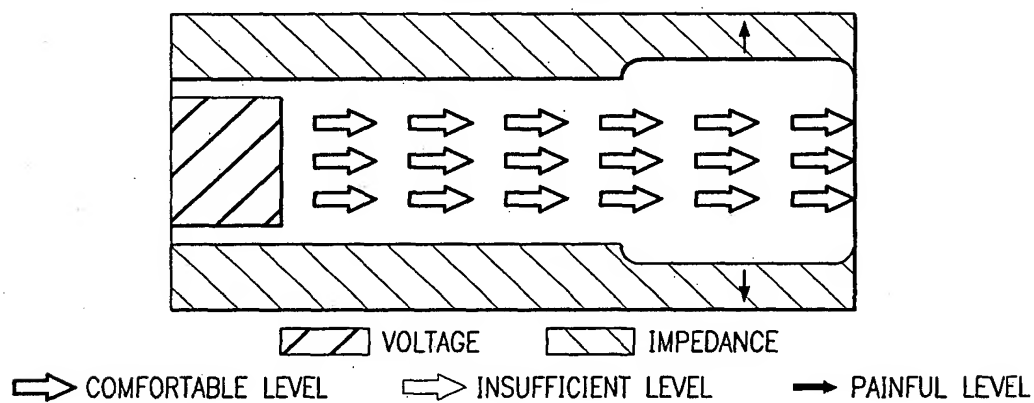 VOLTAGE IMPEDANCE
COMFORTABLE LEVEL INSUFFICIENT LEVEL PAINFUL LEVEL